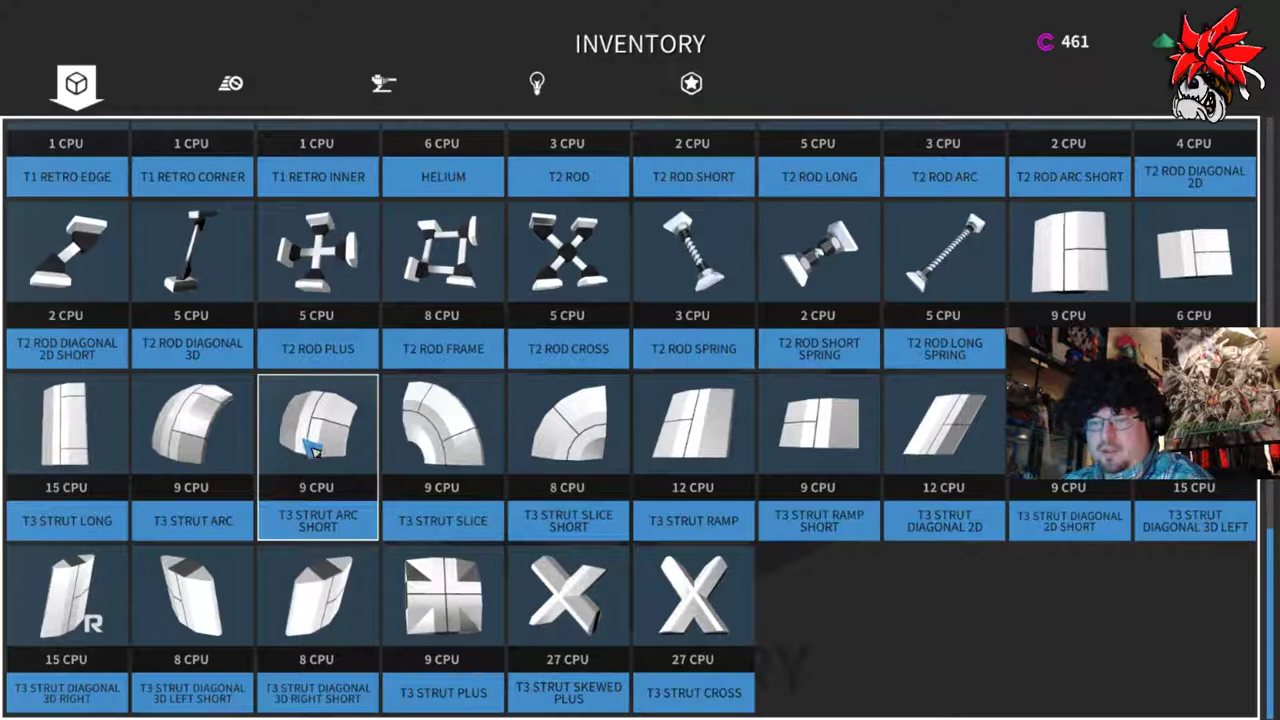 INVENTORY
461
1 CPU 1 CPU 1 CPU 6 CPU 3 CPU 2 CPU 5 CPU 3 CPU 2 CPU 4 CPU
T1 RETRO EDGE T1 RETRO CORNER T1 RETRO INNER HELIUM T2 ROD T2 ROD SHORT T2 ROD LONG T2 ROD ARC T2 ROD ARC SHORT T2 ROD DIAGONAL
2D
2 CPU 5 CPU 5 CPU 8 CPU 5 CPU 3 CPU 2 CPU 5 CPU 9 CPU 6 CPU
T2 ROD DIAGONAL T2 ROD DIAGONAL T2 ROD PLUS T2 ROD FRAME T2 ROD CROSS T2 ROD SPRING T2 ROD SHORT T2 ROD LONG
2D SHORT 3D SPRING SPRING
15 CPU 9 CPU 9 CPU 9 CPU 8 CPU 12 CPU 9 CPU 12 CPU 9 CPU 15 CPU
T3 STRUT LONG T3 STRUT ARC T3 STRUT ARC T3 STRUT SLICE T3 STRUT SLICE T3 STRUT RAMP T3 STRUT RAMP T3 STRUT T3 STRUT DIAGONAL T3 STRUT
SHORT SHORT SHORT DIAGONAL 2D 2D SHORT DIAGONAL 3D LEFT
R
15 CPU 8 CPU 8 CPU 9 CPU 27 CPU 27 CPU
T3 STRUT DIAGONAL T3 STRUT DIAGONAL T3 STRUT DIAGONAL T3 STRUT PLUS T3 STRUT SKEWED T3 STRUT CROSS
3D RIGHT 3D LEFT SHORT 3D RIGHT SHORT PLUS